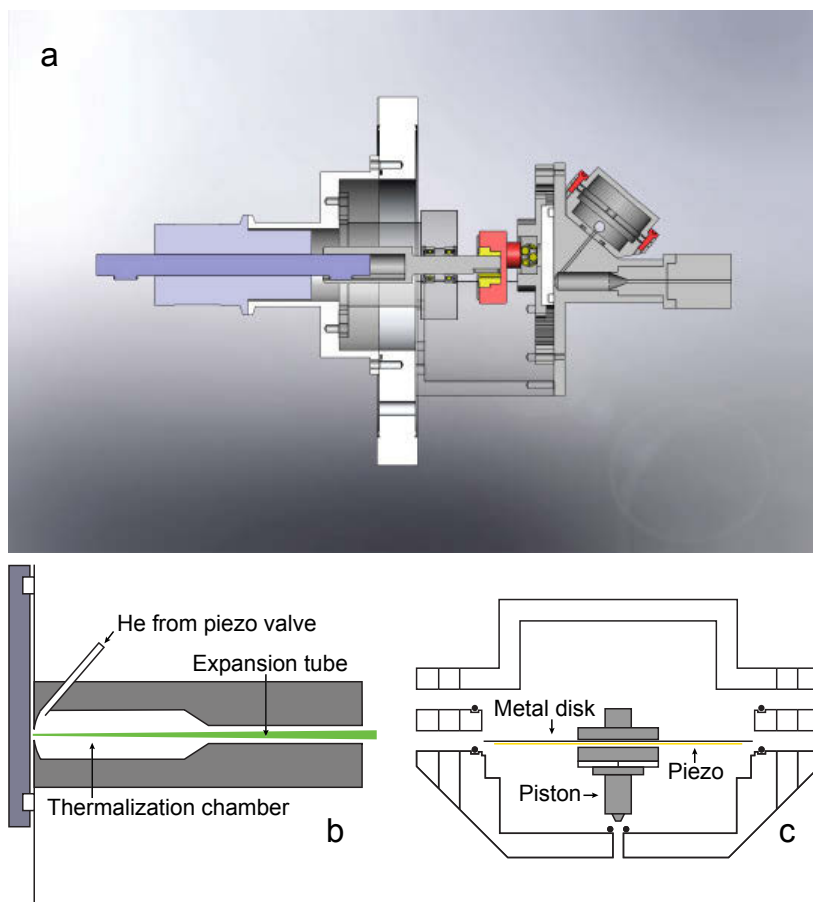 a
He from piezo valve
Expansion tube
Thermalization chamber
b
Metal disk
Piezo
Piston
c